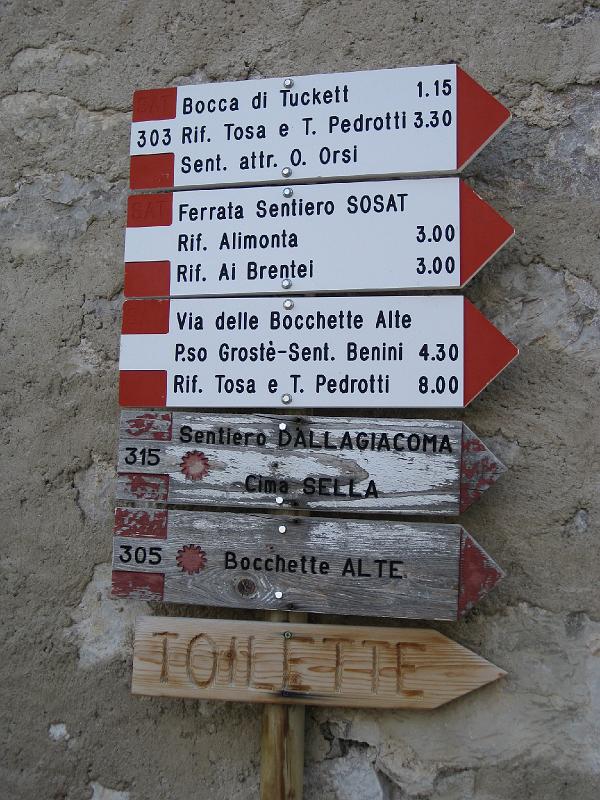 SAT
Bocca di Tuckett 1.15
303 Rif. Tosa e T. Pedrotti 3.30
Sent. attr. O. Orsi
SAT
Ferrata Sentiero SOSAT
Rif. Alimonta 3.00
Rif. Ai Brentei 3.00
Via delle Bocchette Alte
P.so Grostè-Sent. Benini 4.30
Rif. Tosa e T. Pedrotti 8.00
Sentiero DALLAGIACOMA
315
Cima SELLA
305 Bocchette ALTE
TOILETTE